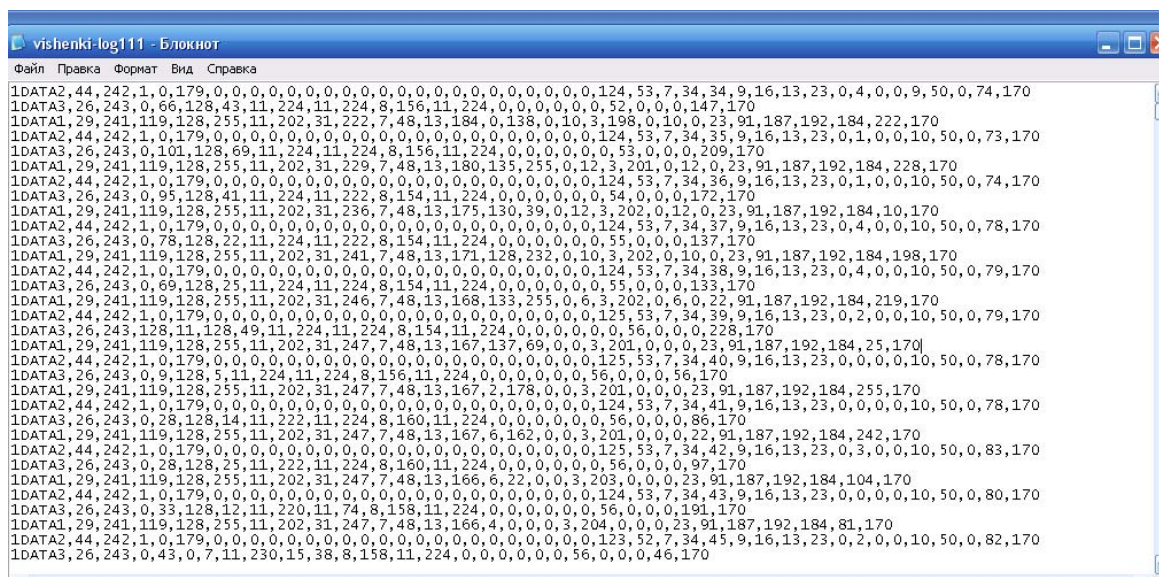 vishenki-log111 - Блокнот
Файл Правка Формат Вид Справка
1DATA2,44,242,1,0,179,0,0,0,0,0,0,0,0,0,0,0,0,0,0,0,0,0,0,0,0,124,53,7,34,34,9,16,13,23,0,4,0,0,9,50,0,74,170
1DATA3,26,243,0,66,128,43,11,224,11,224,8,156,11,224,0,0,0,0,0,0,52,0,0,0,147,170
1DATA1,29,241,119,128,255,11,202,31,222,7,48,13,184,0,138,0,10,3,198,0,10,0,23,91,187,192,184,222,170
1DATA2,44,242,1,0,179,0,0,0,0,0,0,0,0,0,0,0,0,0,0,0,0,0,0,0,0,124,53,7,34,35,9,16,13,23,0,1,0,0,10,50,0,73,170
1DATA3,26,243,0,101,128,69,11,224,11,224,8,156,11,224,0,0,0,0,0,0,53,0,0,0,209,170
1DATA1,29,241,119,128,255,11,202,31,229,7,48,13,180,135,255,0,12,3,201,0,12,0,23,91,187,192,184,228,170
1DATA2,44,242,1,0,179,0,0,0,0,0,0,0,0,0,0,0,0,0,0,0,0,0,0,0,0,124,53,7,34,36,9,16,13,23,0,1,0,0,10,50,0,74,170
1DATA3,26,243,0,95,128,41,11,224,11,222,8,154,11,224,0,0,0,0,0,0,54,0,0,0,172,170
1DATA1,29,241,119,128,255,11,202,31,236,7,48,13,175,130,39,0,12,3,202,0,12,0,23,91,187,192,184,10,170
1DATA2,44,242,1,0,179,0,0,0,0,0,0,0,0,0,0,0,0,0,0,0,0,0,0,0,0,124,53,7,34,37,9,16,13,23,0,4,0,0,10,50,0,78,170
1DATA3,26,243,0,78,128,22,11,224,11,222,8,154,11,224,0,0,0,0,0,0,55,0,0,0,137,170
1DATA1,29,241,119,128,255,11,202,31,241,7,48,13,171,128,232,0,10,3,202,0,10,0,23,91,187,192,184,198,170
1DATA2,44,242,1,0,179,0,0,0,0,0,0,0,0,0,0,0,0,0,0,0,0,0,0,0,0,124,53,7,34,38,9,16,13,23,0,4,0,0,10,50,0,79,170
1DATA3,26,243,0,69,128,25,11,224,11,224,8,154,11,224,0,0,0,0,0,0,55,0,0,0,133,170
1DATA1,29,241,119,128,255,11,202,31,246,7,48,13,168,133,255,0,6,3,202,0,6,0,22,91,187,192,184,219,170
1DATA2,44,242,1,0,179,0,0,0,0,0,0,0,0,0,0,0,0,0,0,0,0,0,0,0,0,125,53,7,34,39,9,16,13,23,0,2,0,0,10,50,0,79,170
1DATA3,26,243,128,11,128,49,11,224,11,224,8,154,11,224,0,0,0,0,0,0,56,0,0,0,228,170
1DATA1,29,241,119,128,255,11,202,31,247,7,48,13,167,137,69,0,0,3,201,0,0,0,23,91,187,192,184,25,170
1DATA2,44,242,1,0,179,0,0,0,0,0,0,0,0,0,0,0,0,0,0,0,0,0,0,0,0,125,53,7,34,40,9,16,13,23,0,0,0,0,10,50,0,78,170
1DATA3,26,243,0,9,128,5,11,224,11,224,8,156,11,224,0,0,0,0,0,0,56,0,0,0,56,170
1DATA1,29,241,119,128,255,11,202,31,247,7,48,13,167,2,178,0,0,3,201,0,0,0,23,91,187,192,184,255,170
1DATA2,44,242,1,0,179,0,0,0,0,0,0,0,0,0,0,0,0,0,0,0,0,0,0,0,0,124,53,7,34,41,9,16,13,23,0,0,0,0,10,50,0,78,170
1DATA3,26,243,0,28,128,14,11,222,11,224,8,160,11,224,0,0,0,0,0,0,56,0,0,0,86,170
1DATA1,29,241,119,128,255,11,202,31,247,7,48,13,167,6,162,0,0,3,201,0,0,0,22,91,187,192,184,242,170
1DATA2,44,242,1,0,179,0,0,0,0,0,0,0,0,0,0,0,0,0,0,0,0,0,0,0,0,125,53,7,34,42,9,16,13,23,0,3,0,0,10,50,0,83,170
1DATA3,26,243,0,28,128,25,11,222,11,224,8,160,11,224,0,0,0,0,0,0,56,0,0,0,97,170
1DATA1,29,241,119,128,255,11,202,31,247,7,48,13,166,6,22,0,0,3,203,0,0,0,23,91,187,192,184,104,170
1DATA2,44,242,1,0,179,0,0,0,0,0,0,0,0,0,0,0,0,0,0,0,0,0,0,0,0,124,53,7,34,43,9,16,13,23,0,0,0,0,10,50,0,80,170
1DATA3,26,243,0,33,128,12,11,220,11,74,8,158,11,224,0,0,0,0,0,0,56,0,0,0,191,170
1DATA1,29,241,119,128,255,11,202,31,247,7,48,13,166,4,0,0,0,3,204,0,0,0,23,91,187,192,184,81,170
1DATA2,44,242,1,0,179,0,0,0,0,0,0,0,0,0,0,0,0,0,0,0,0,0,0,0,0,123,52,7,34,45,9,16,13,23,0,2,0,0,10,50,0,82,170
1DATA3,26,243,0,43,0,7,11,230,15,38,8,158,11,224,0,0,0,0,0,0,56,0,0,0,46,170